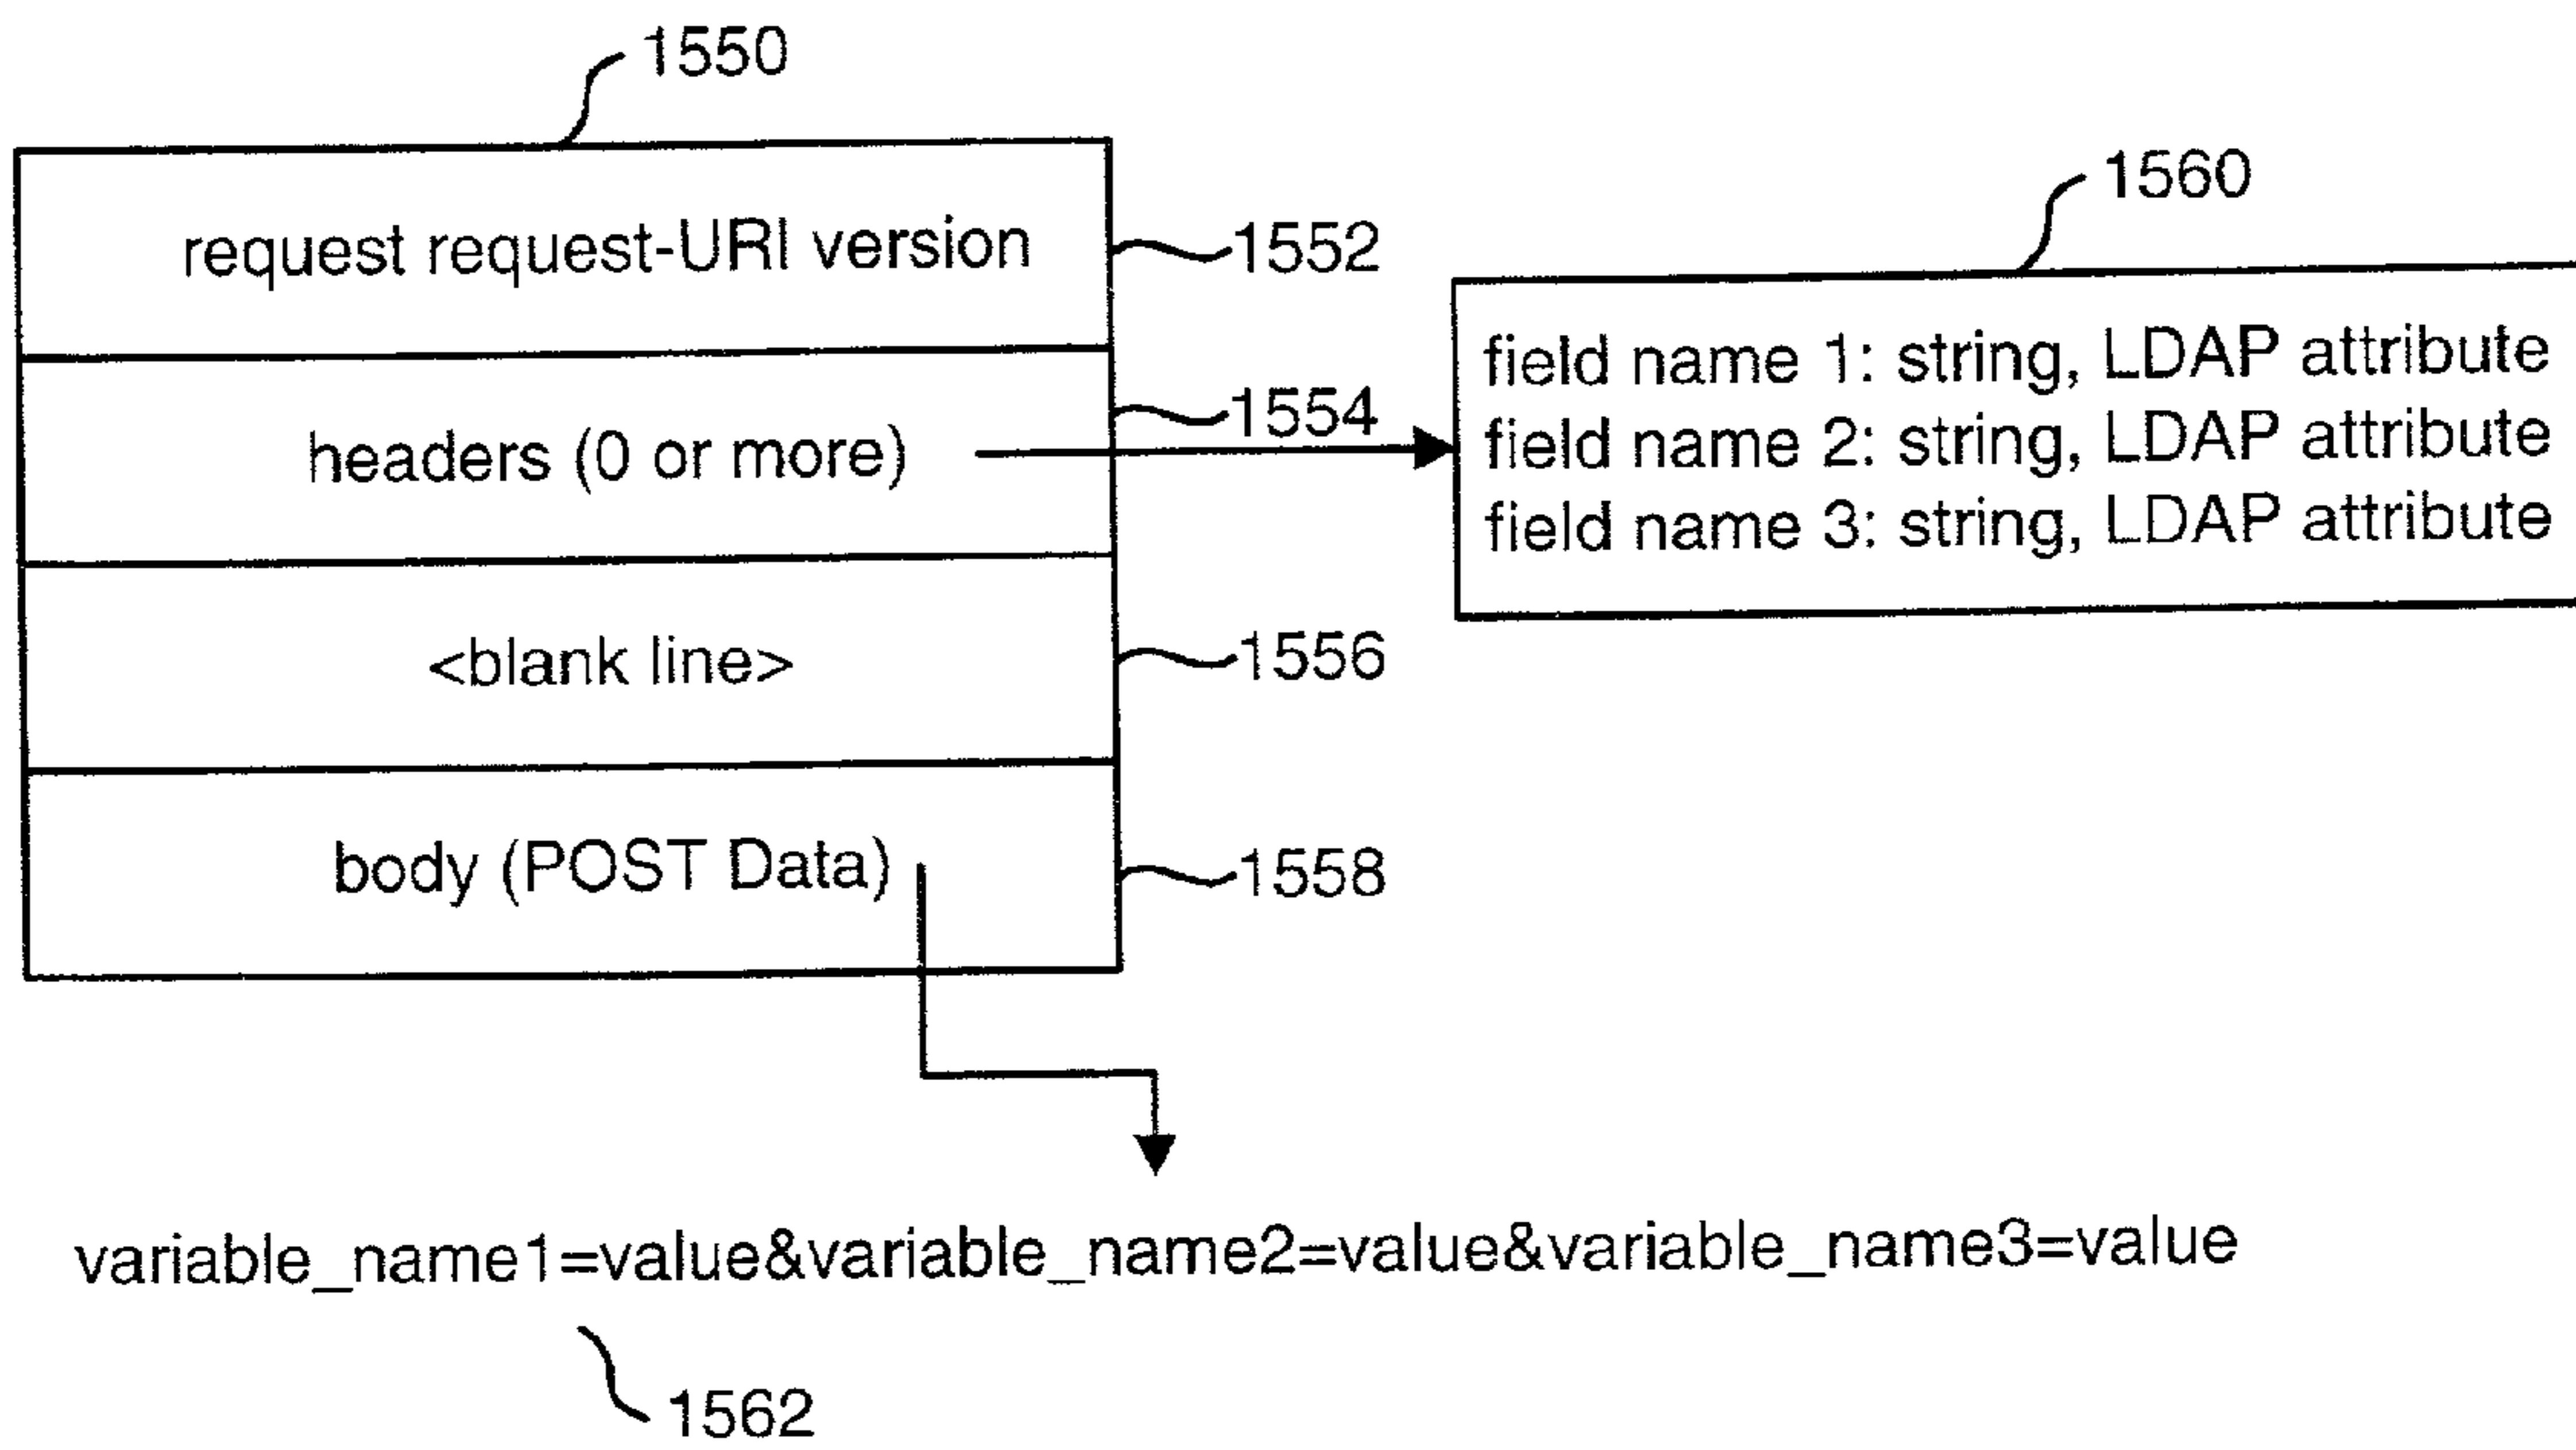 1550
1560
request request-URI version
1552
field name 1: string, LDAP attribute
headers (0 or more)
1554
field name 2: string, LDAP attribute
field name 3: string, LDAP attribute
<blank line>
1556
body (POST Data)
1558
variable_name1=value&variable_name2=value&variable_name3=value
1562